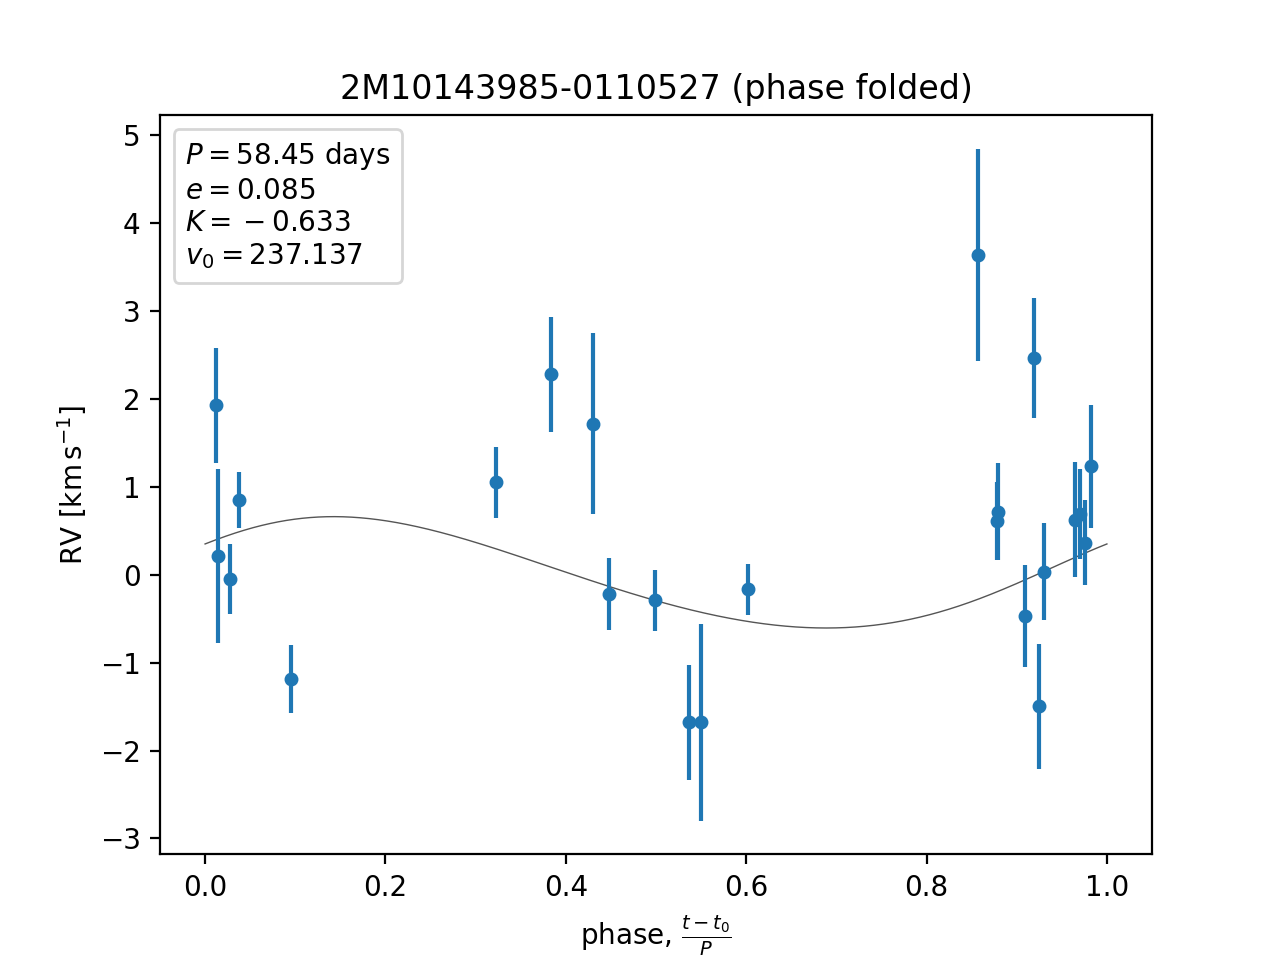 2M10143985-0110527 (phase folded)
P = 58.45 days
e = 0.085
K = −0.633
v₀ = 237.137
5
4
3
2
1
0
−1
−2
−3
RV [km s⁻¹]
0.0 0.2 0.4 0.6 0.8 1.0
phase, (t − t₀)/P